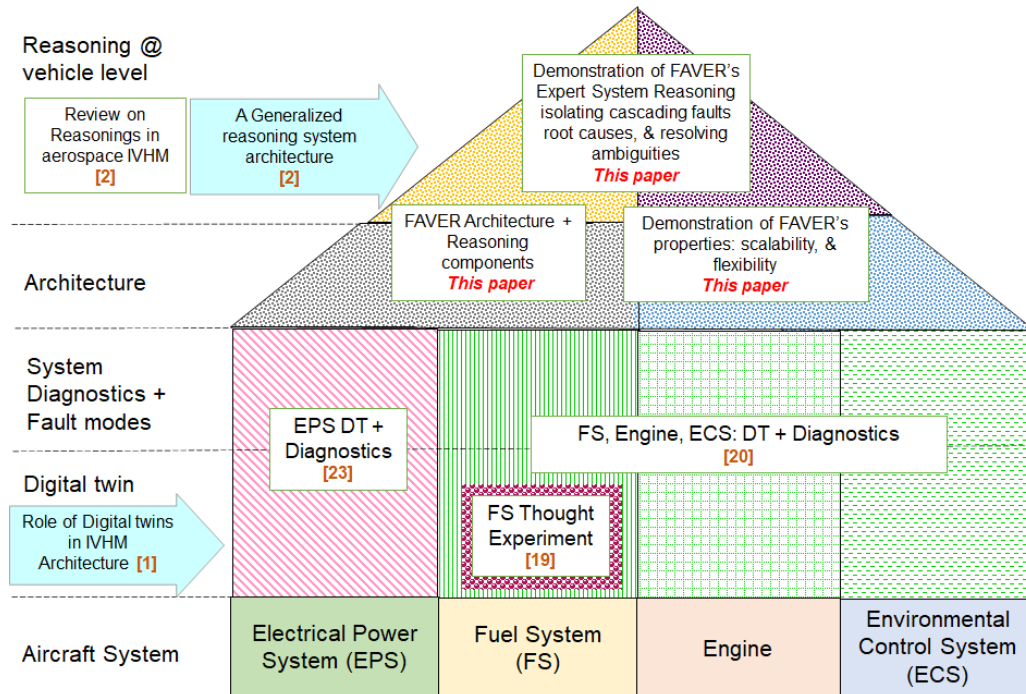 Reasoning @
vehicle level
Review on
Reasonings in
aerospace IVHM
[2]
A Generalized
reasoning system
architecture
[2]
Demonstration of FAVER's
Expert System Reasoning
isolating cascading faults
root causes, & resolving
ambiguities
This paper
FAVER Architecture +
Reasoning
components
This paper
Demonstration of FAVER's
properties: scalability, &
flexibility
This paper
Architecture
System
Diagnostics +
Fault modes
EPS DT +
Diagnostics
[23]
FS, Engine, ECS: DT + Diagnostics
[20]
Digital twin
Role of Digital twins
in IVHM
Architecture [1]
FS Thought
Experiment
[19]
Aircraft System
Electrical Power
System (EPS)
Fuel System
(FS)
Engine
Environmental
Control System
(ECS)